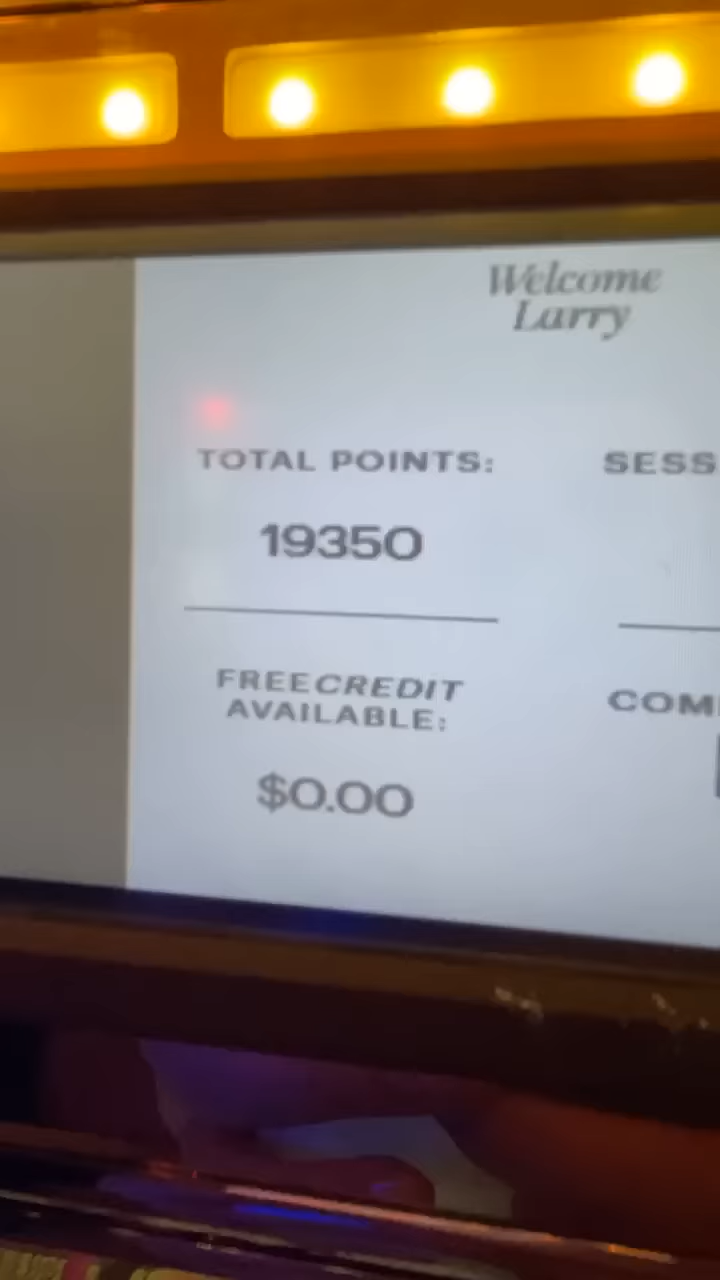 Welcome
Larry
TOTAL POINTS:
SESS
19350
FREECREDIT
AVAILABLE:
COM
$0.00